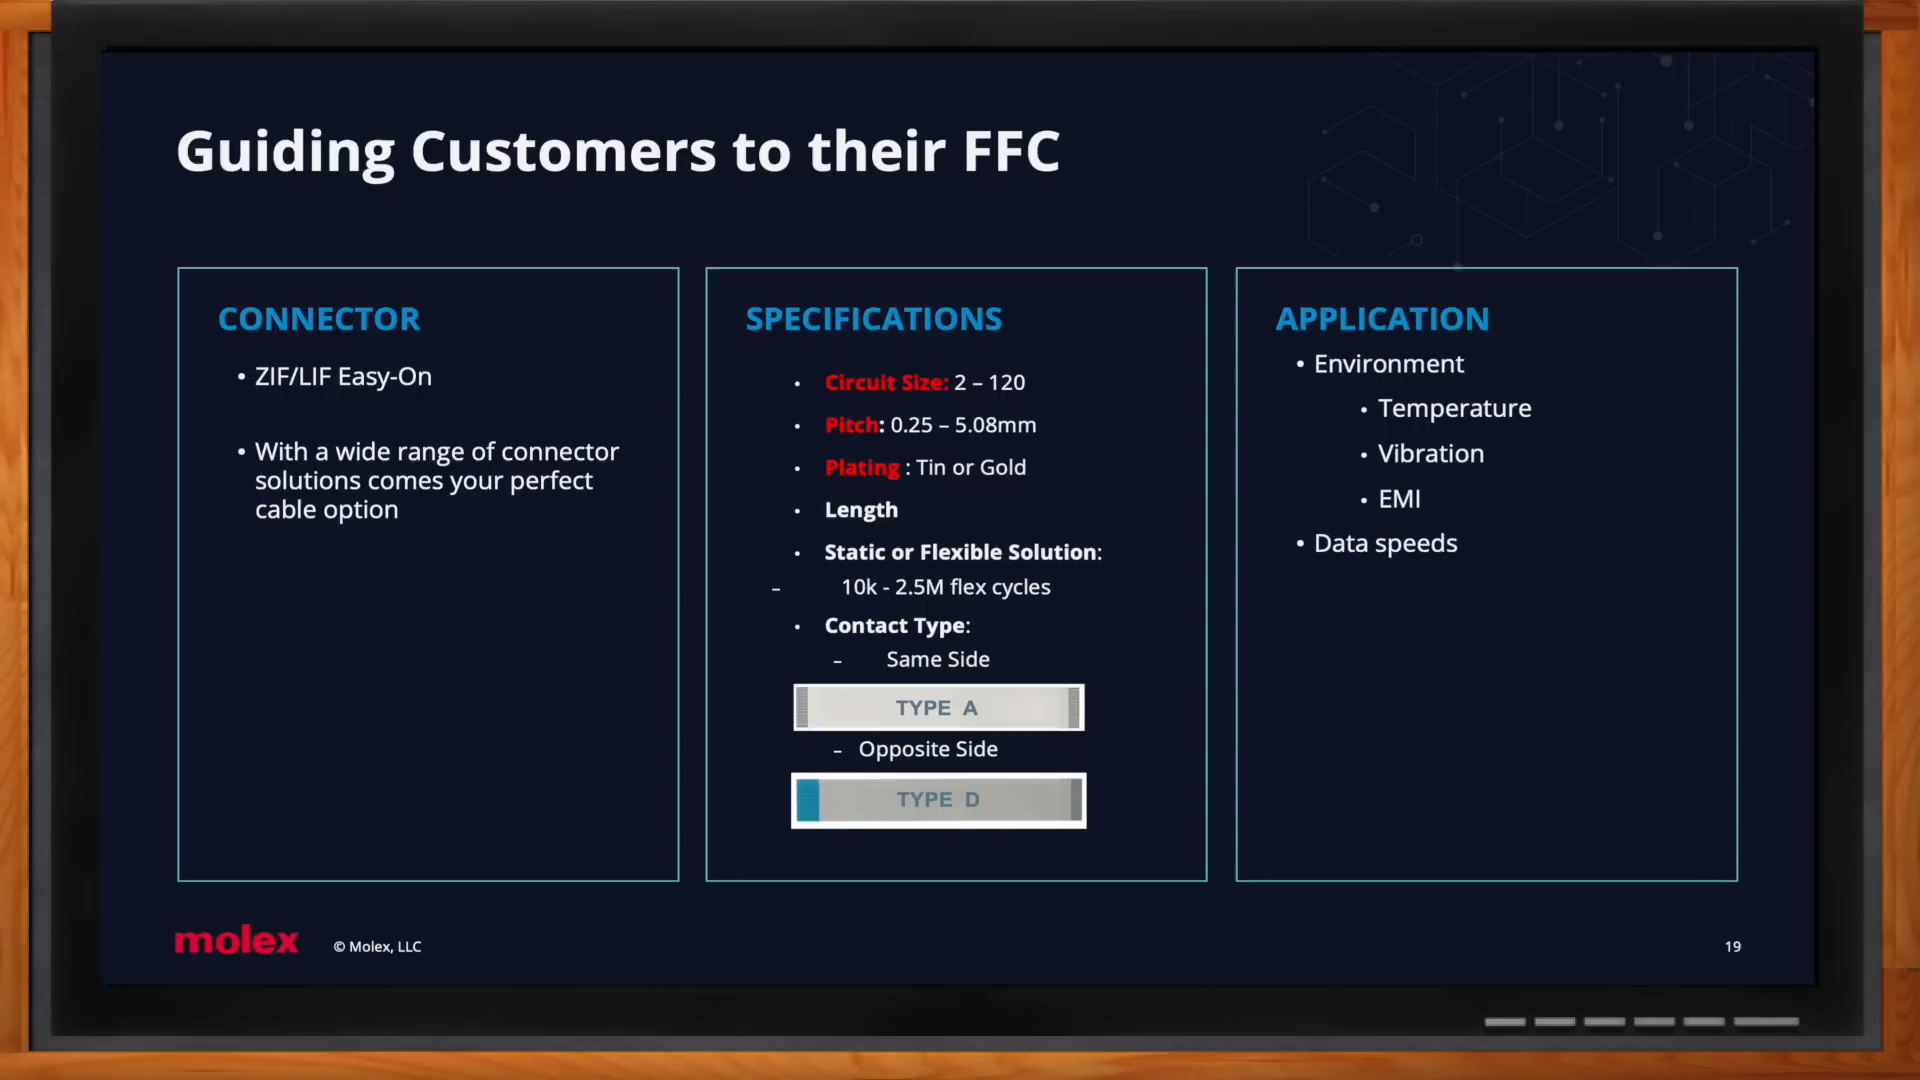 Guiding Customers to their FFC
CONNECTOR
• ZIF/LIF Easy-On
• With a wide range of connector
solutions comes your perfect
cable option
SPECIFICATIONS
• Circuit Size: 2 – 120
• Pitch: 0.25 – 5.08mm
• Plating : Tin or Gold
• Length
• Static or Flexible Solution:
– 10k - 2.5M flex cycles
• Contact Type:
– Same Side
TYPE A
– Opposite Side
TYPE D
APPLICATION
• Environment
• Temperature
• Vibration
• EMI
• Data speeds
molex
© Molex, LLC
19